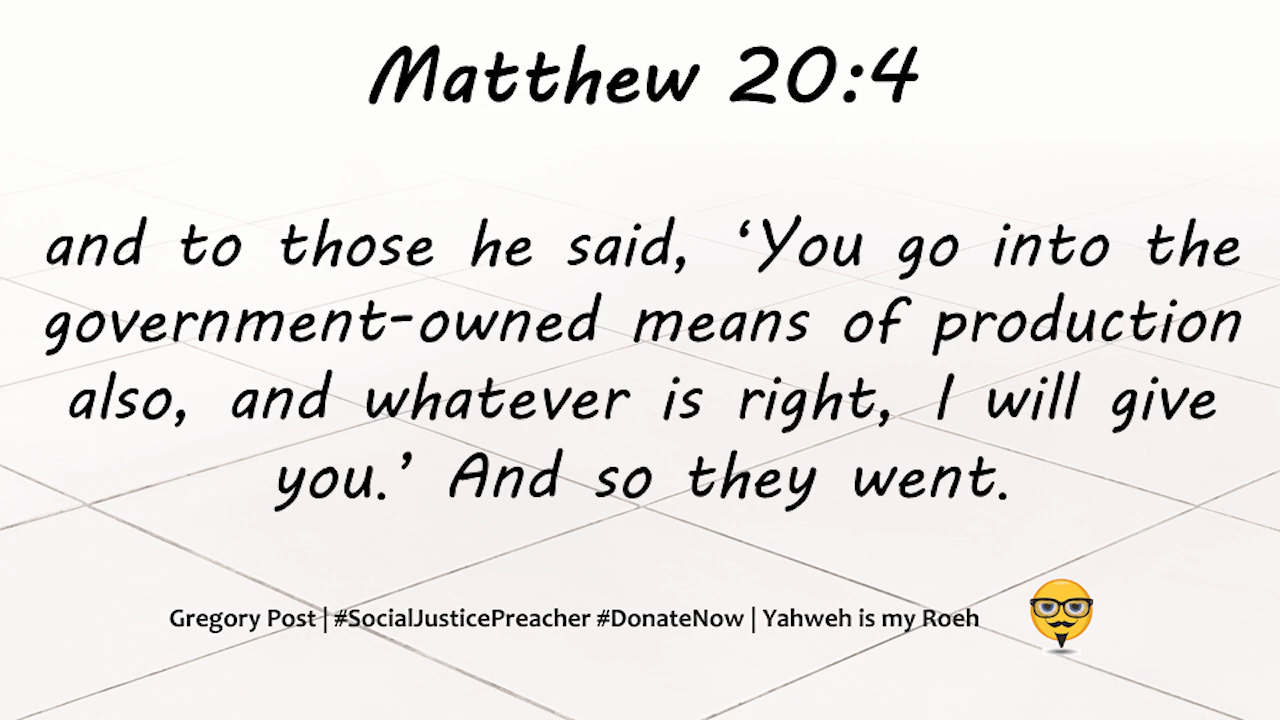 Matthew 20:4
and to those he said, ‘You go into the
government-owned means of production
also, and whatever is right, I will give
you.’ And so they went.
Gregory Post | #SocialJusticePreacher #DonateNow | Yahweh is my Roeh